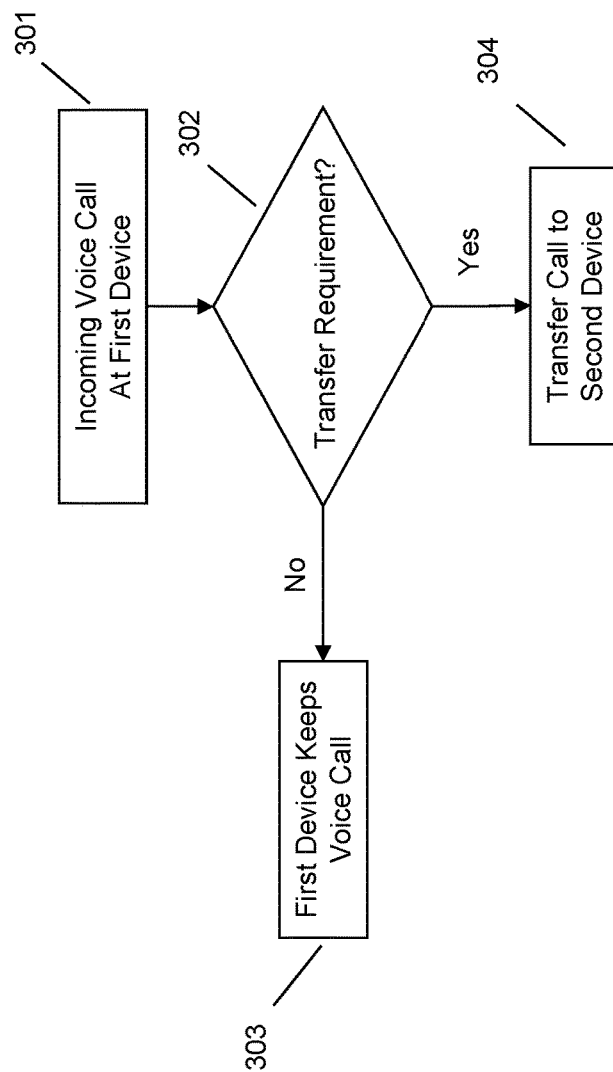 301
Incoming Voice Call
At First Device
302
Transfer Requirement?
No
Yes
303
First Device Keeps
Voice Call
304
Transfer Call to
Second Device